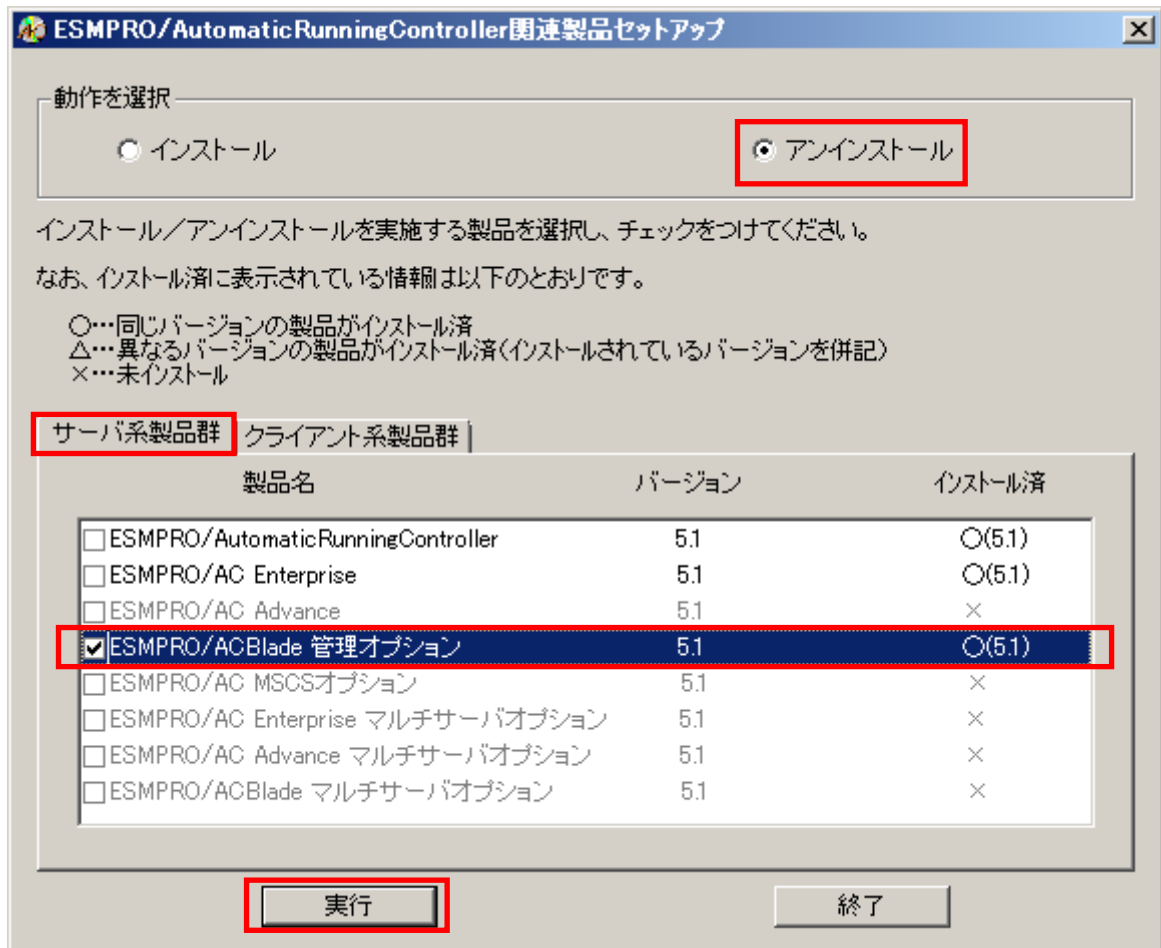 ESMPRO/AutomaticRunningController関連製品セットアップ
動作を選択
インストール アンインストール
インストール／アンインストールを実施する製品を選択し、チェックをつけてください。
なお、インストール済に表示されている情報は以下のとおりです。
○…同じバージョンの製品がインストール済
△…異なるバージョンの製品がインストール済(インストールされているバージョンを併記)
×…未インストール
サーバ系製品群 クライアント系製品群
製品名 バージョン インストール済
ESMPRO/AutomaticRunningController 5.1 ○(5.1)
ESMPRO/AC Enterprise 5.1 ○(5.1)
ESMPRO/AC Advance 5.1 ×
ESMPRO/ACBlade 管理オプション 5.1 ○(5.1)
ESMPRO/AC MSCSオプション 5.1 ×
ESMPRO/AC Enterprise マルチサーバオプション 5.1 ×
ESMPRO/AC Advance マルチサーバオプション 5.1 ×
ESMPRO/ACBlade マルチサーバオプション 5.1 ×
実行 終了